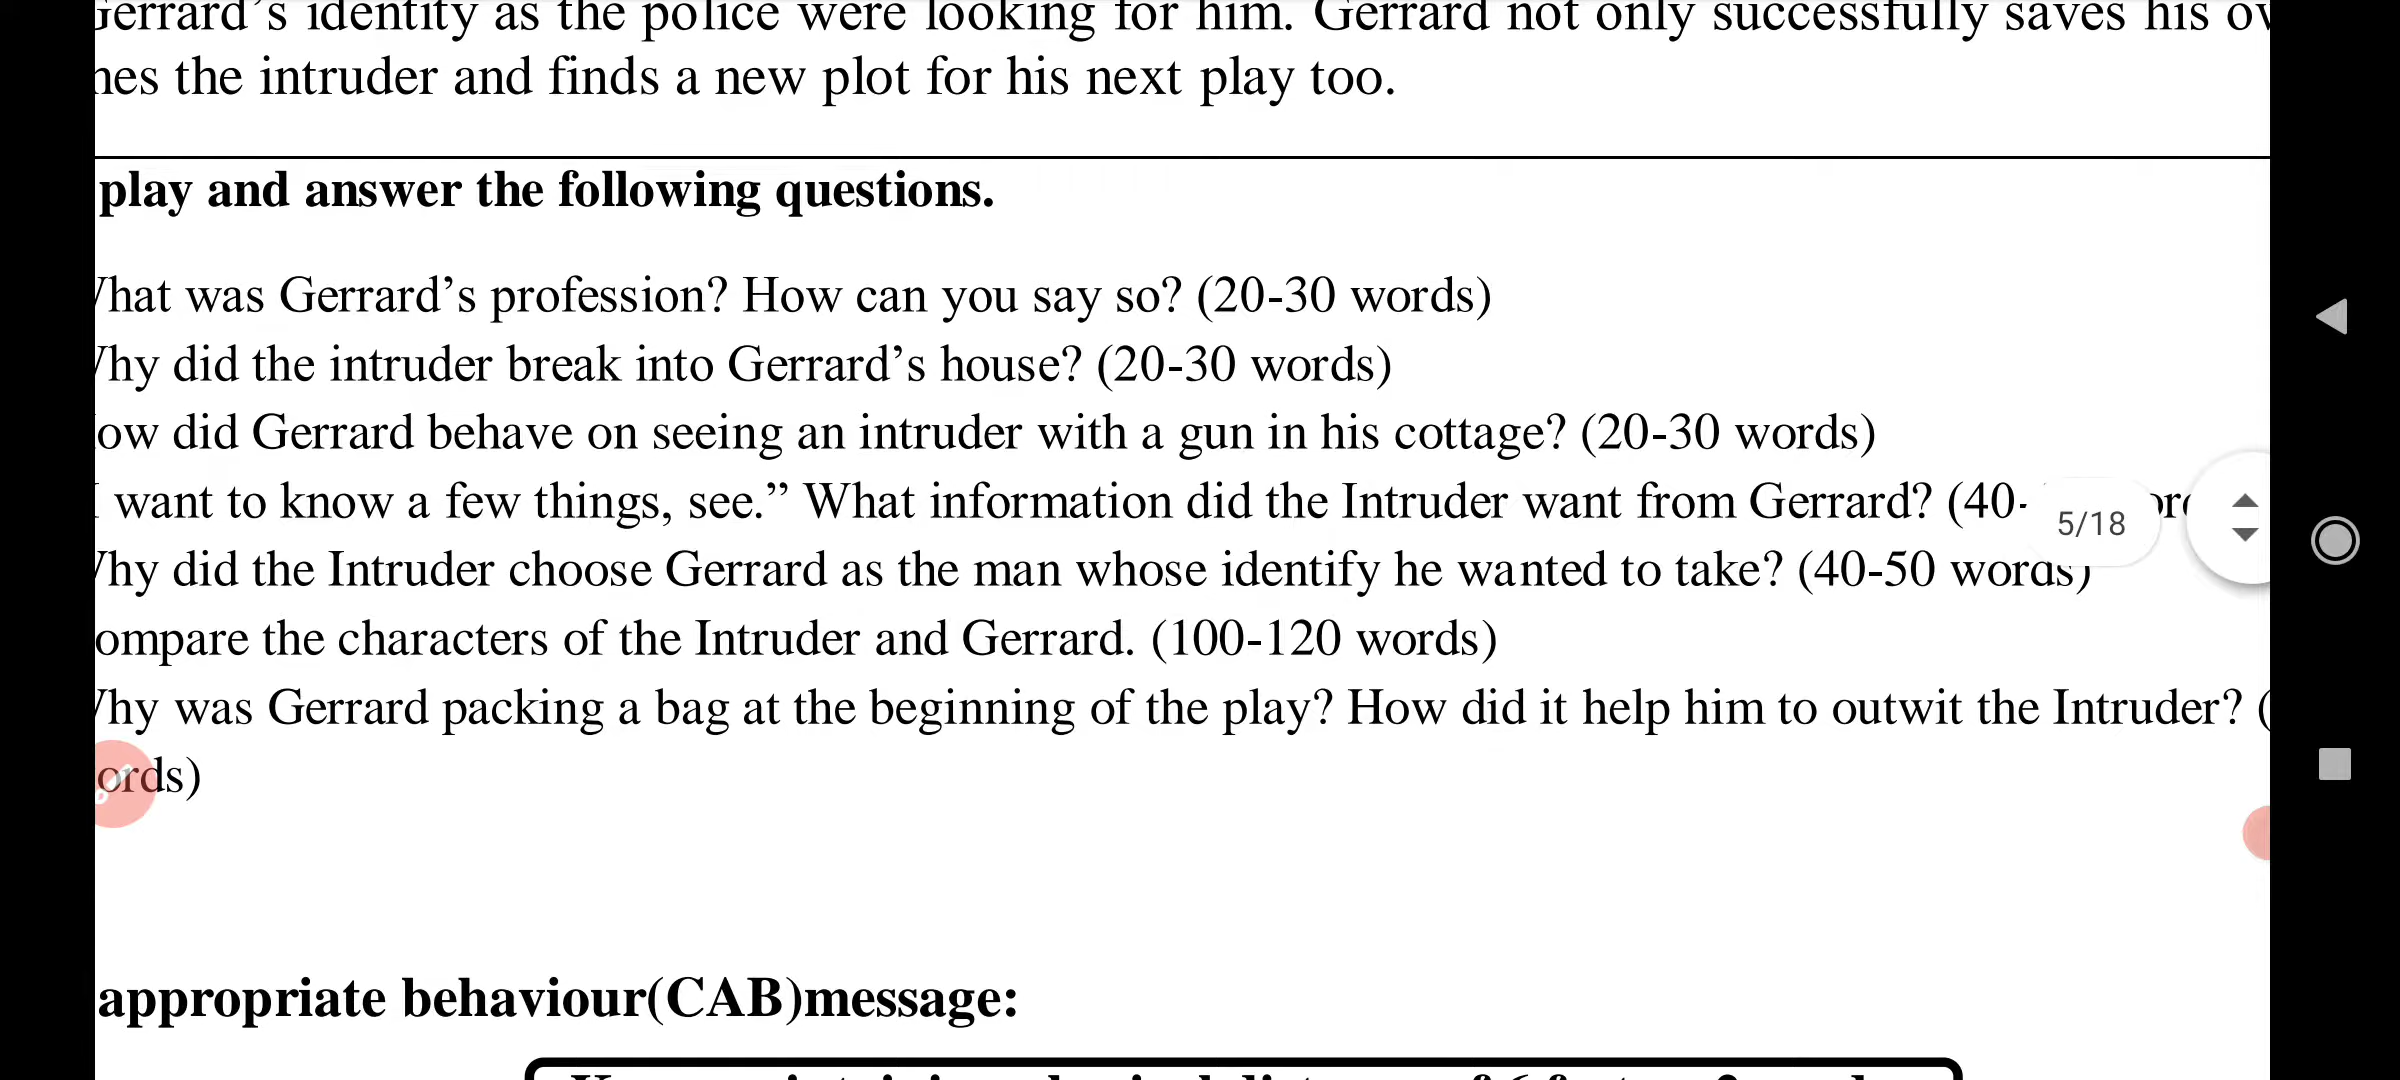 Gerrard’s identity as the police were looking for him. Gerrard not only successfully saves his
the intruder and finds a new plot for his next play too.
play and answer the following questions.
What was Gerrard’s profession? How can you say so? (20-30 words)
Why did the intruder break into Gerrard’s house? (20-30 words)
How did Gerrard behave on seeing an intruder with a gun in his cottage? (20-30 words)
I want to know a few things, see.” What information did the Intruder want from Gerrard? (40-
5/18
Why did the Intruder choose Gerrard as the man whose identify he wanted to take? (40-50 words)
ompare the characters of the Intruder and Gerrard. (100-120 words)
Why was Gerrard packing a bag at the beginning of the play? How did it help him to outwit the Intruder? (
ords)
appropriate behaviour(CAB)message: